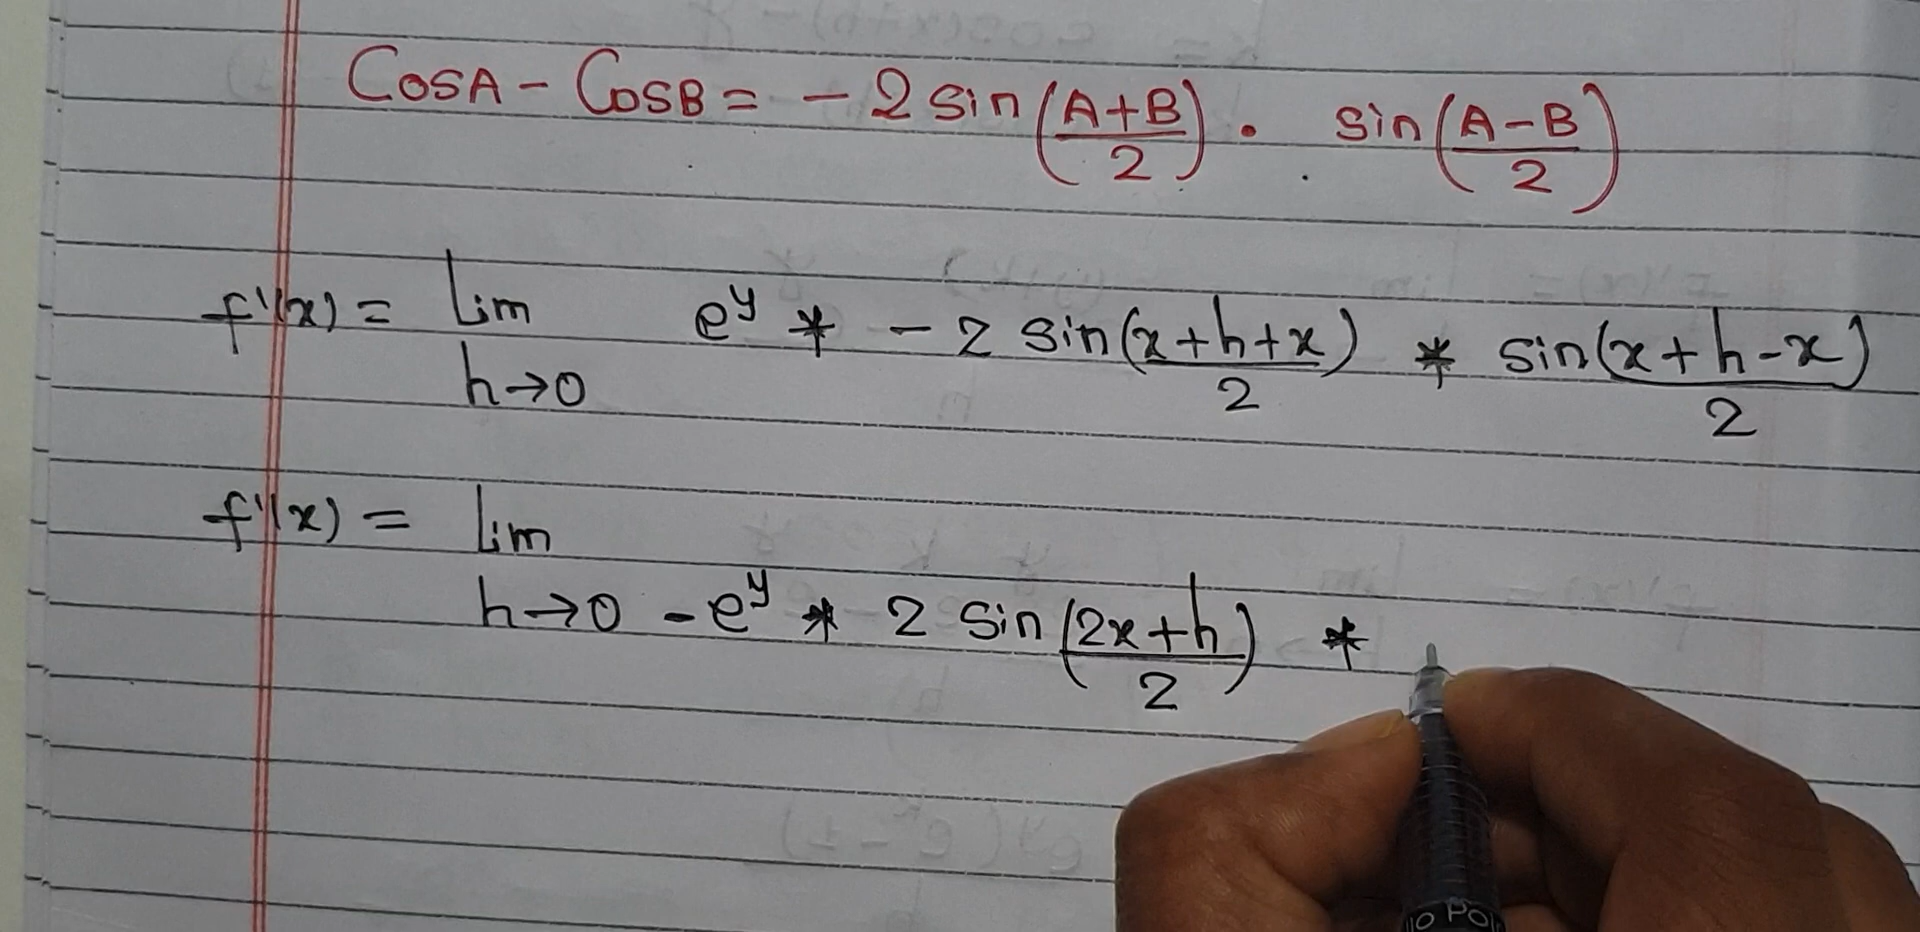 CosA - CosB = - 2 sin (A+B/2) . sin (A-B/2)
f'(x) = lim h→0 e^y * - 2 sin(x+h+x)/2 * sin(x+h-x)/2
f'(x) = lim
h→0 - e^y * 2 sin (2x+h/2) *